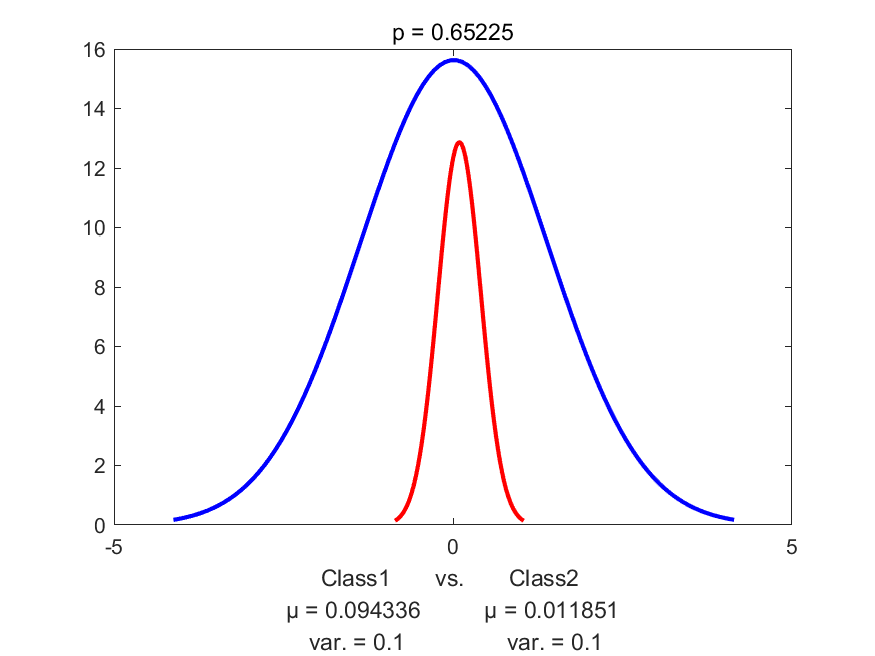 p = 0.65225
16
14
12
10
8
6
4
2
0
-5 0 5
Class1 vs. Class2
μ = 0.094336 μ = 0.011851
var. = 0.1 var. = 0.1